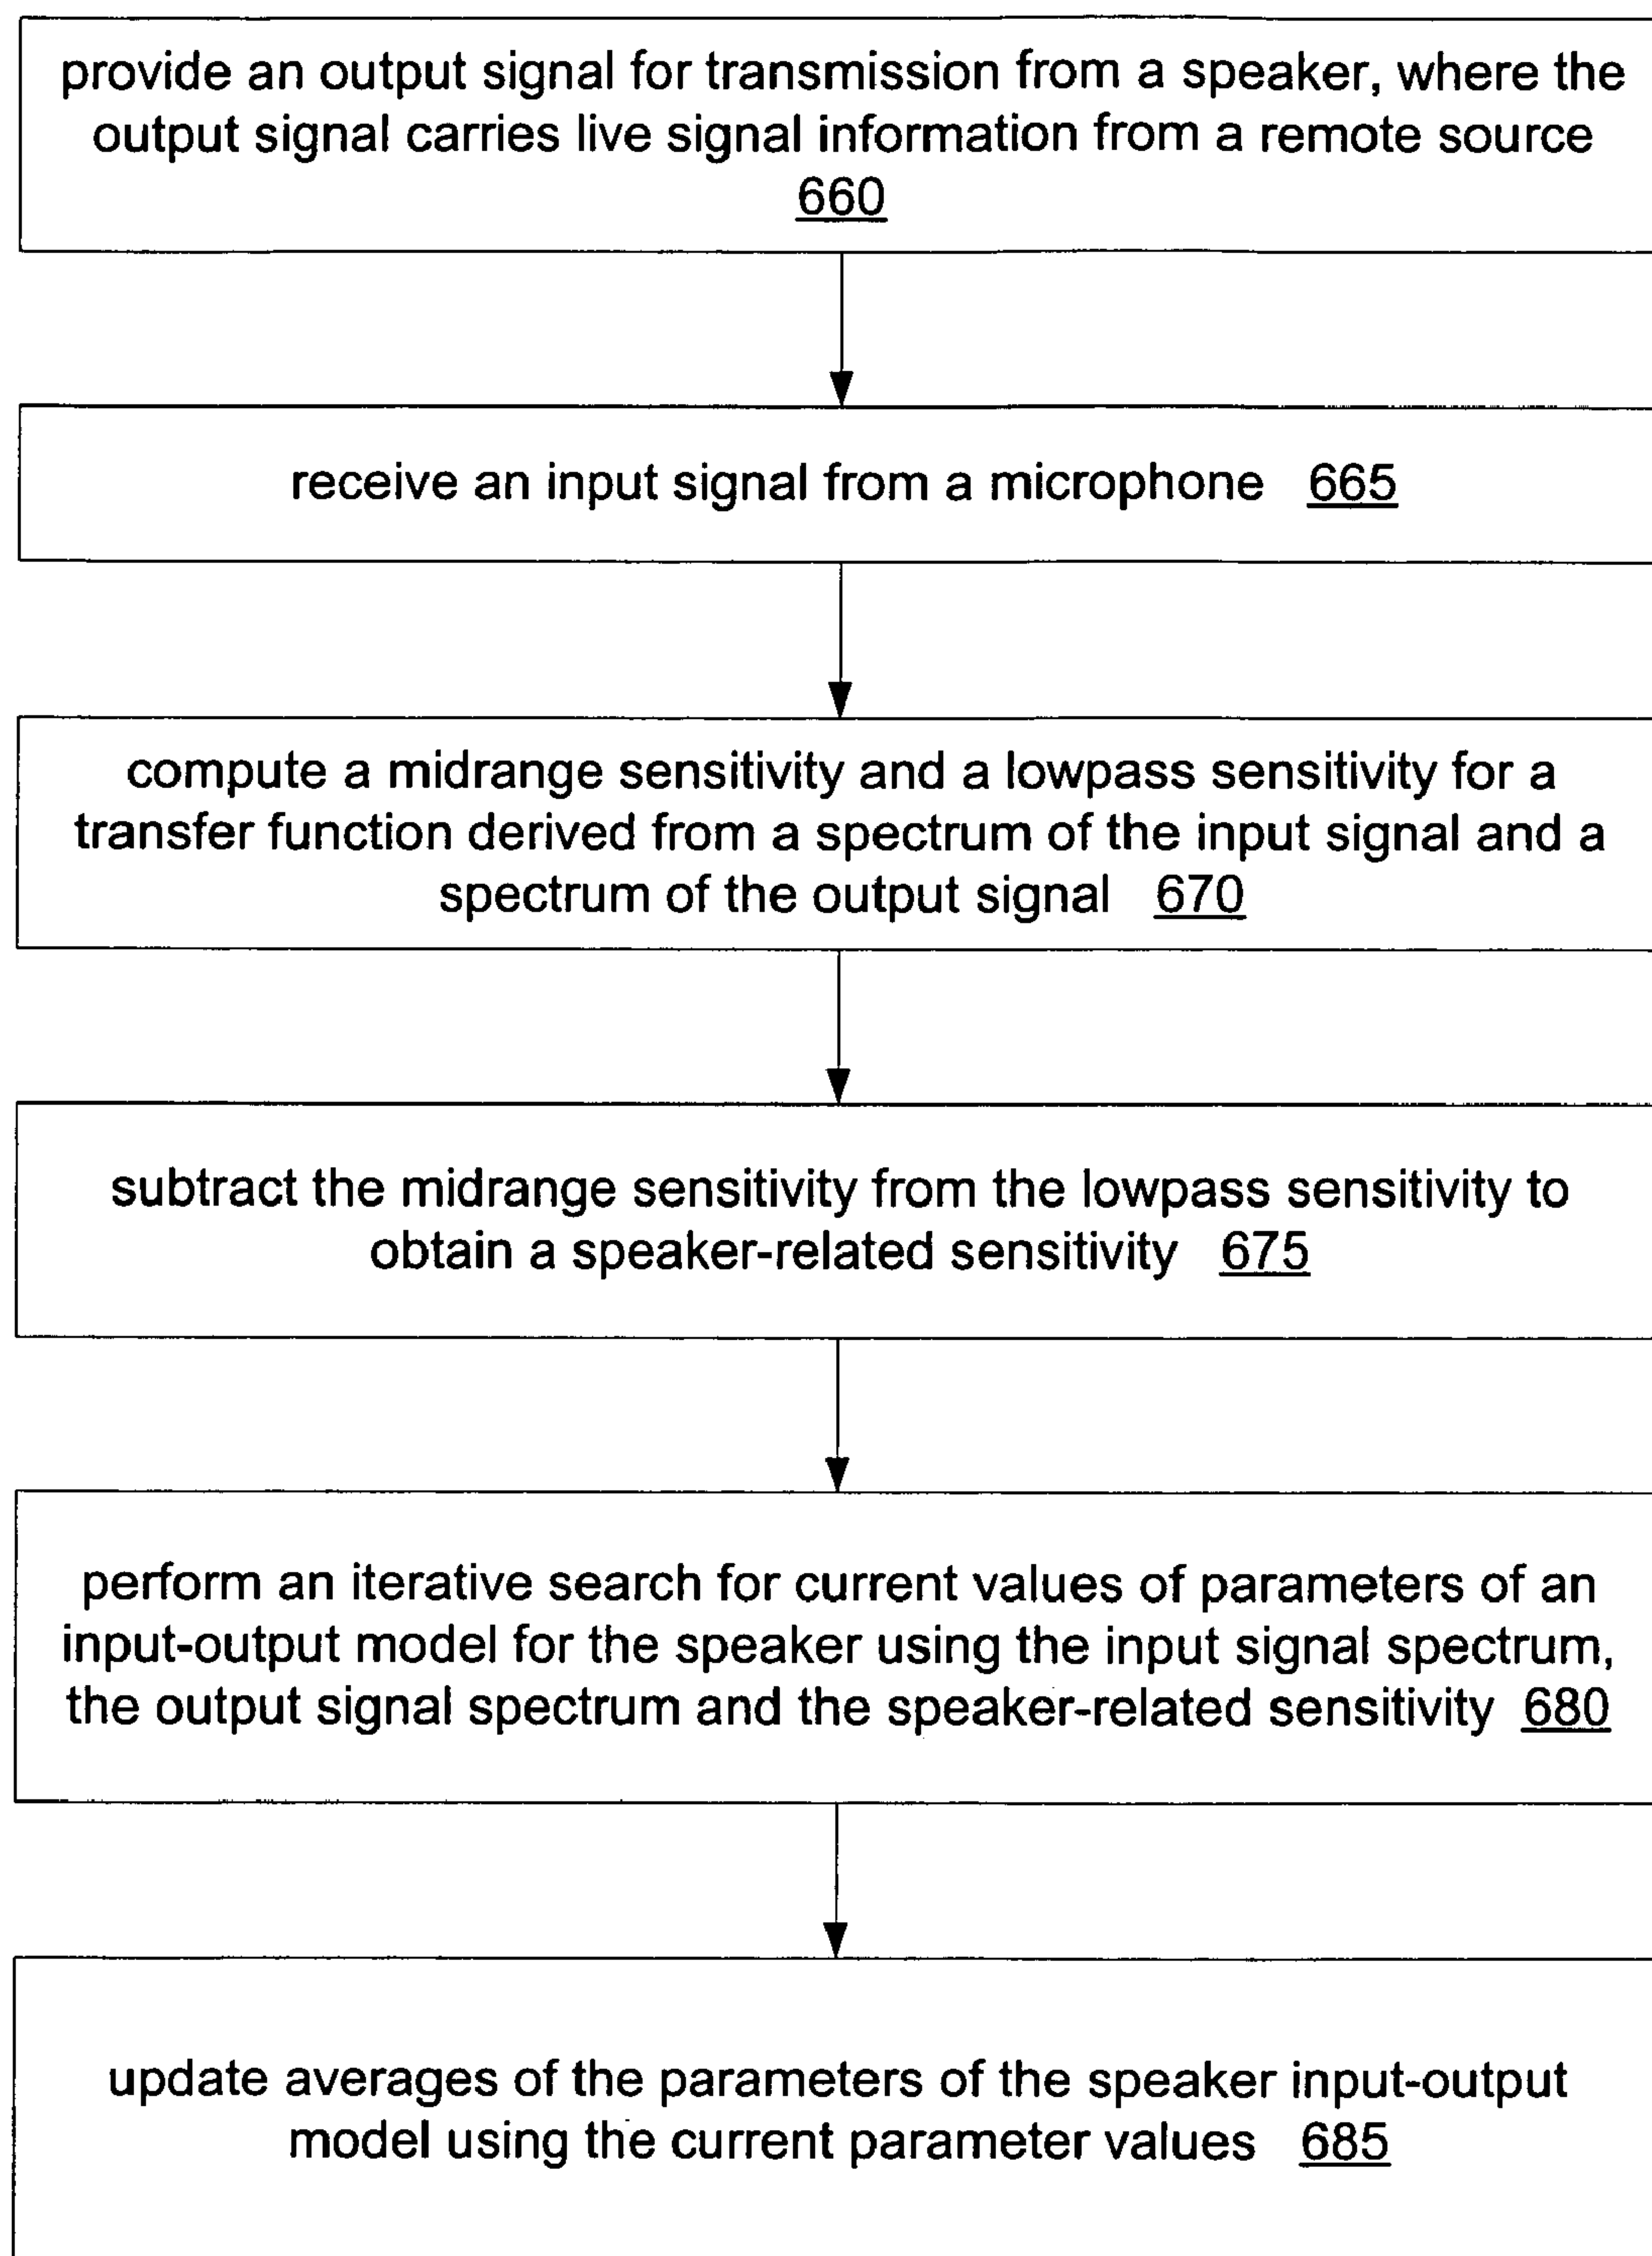 provide an output signal for transmission from a speaker, where the
output signal carries live signal information from a remote source
660
receive an input signal from a microphone 665
compute a midrange sensitivity and a lowpass sensitivity for a
transfer function derived from a spectrum of the input signal and a
spectrum of the output signal 670
subtract the midrange sensitivity from the lowpass sensitivity to
obtain a speaker-related sensitivity 675
perform an iterative search for current values of parameters of an
input-output model for the speaker using the input signal spectrum,
the output signal spectrum and the speaker-related sensitivity 680
update averages of the parameters of the speaker input-output
model using the current parameter values 685